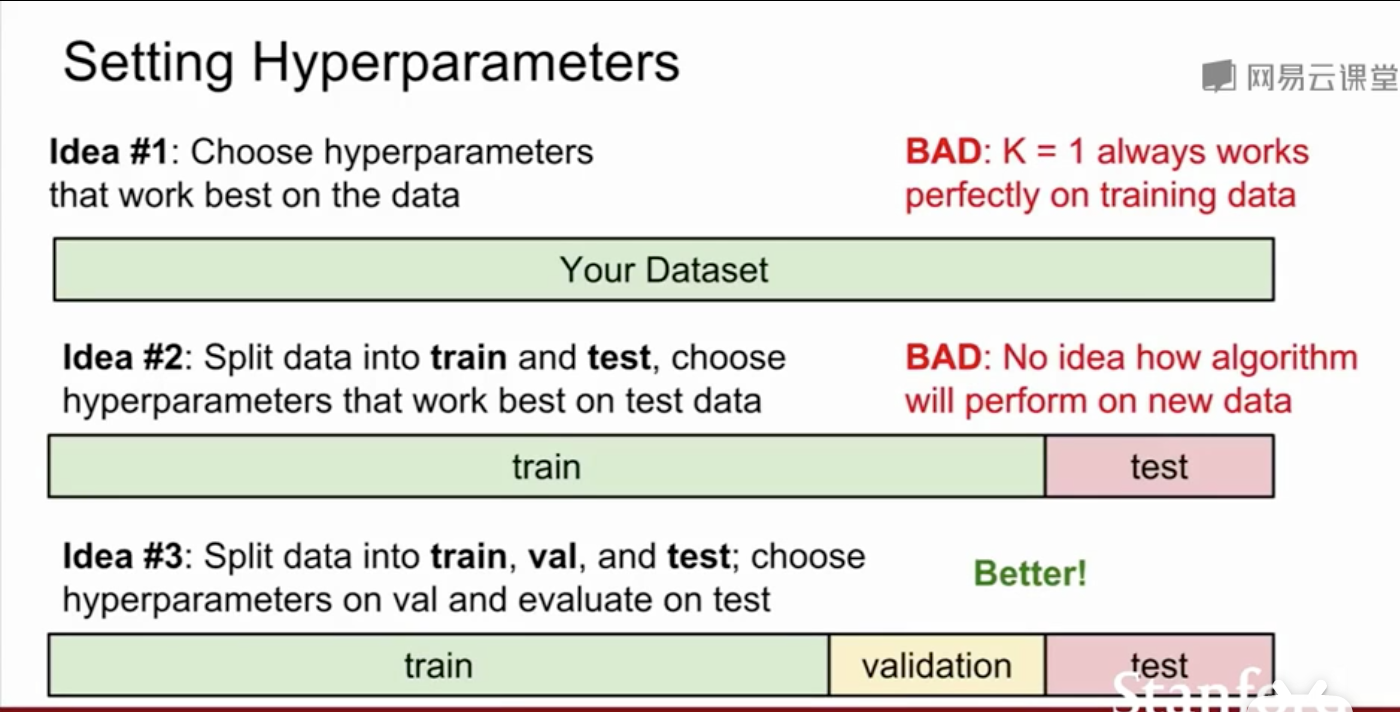 Setting Hyperparameters
网易云课堂
Idea #1: Choose hyperparameters
that work best on the data
BAD: K = 1 always works
perfectly on training data
Your Dataset
Idea #2: Split data into train and test, choose
hyperparameters that work best on test data
BAD: No idea how algorithm
will perform on new data
train
test
Idea #3: Split data into train, val, and test; choose
hyperparameters on val and evaluate on test
Better!
train
validation
test
Stanford